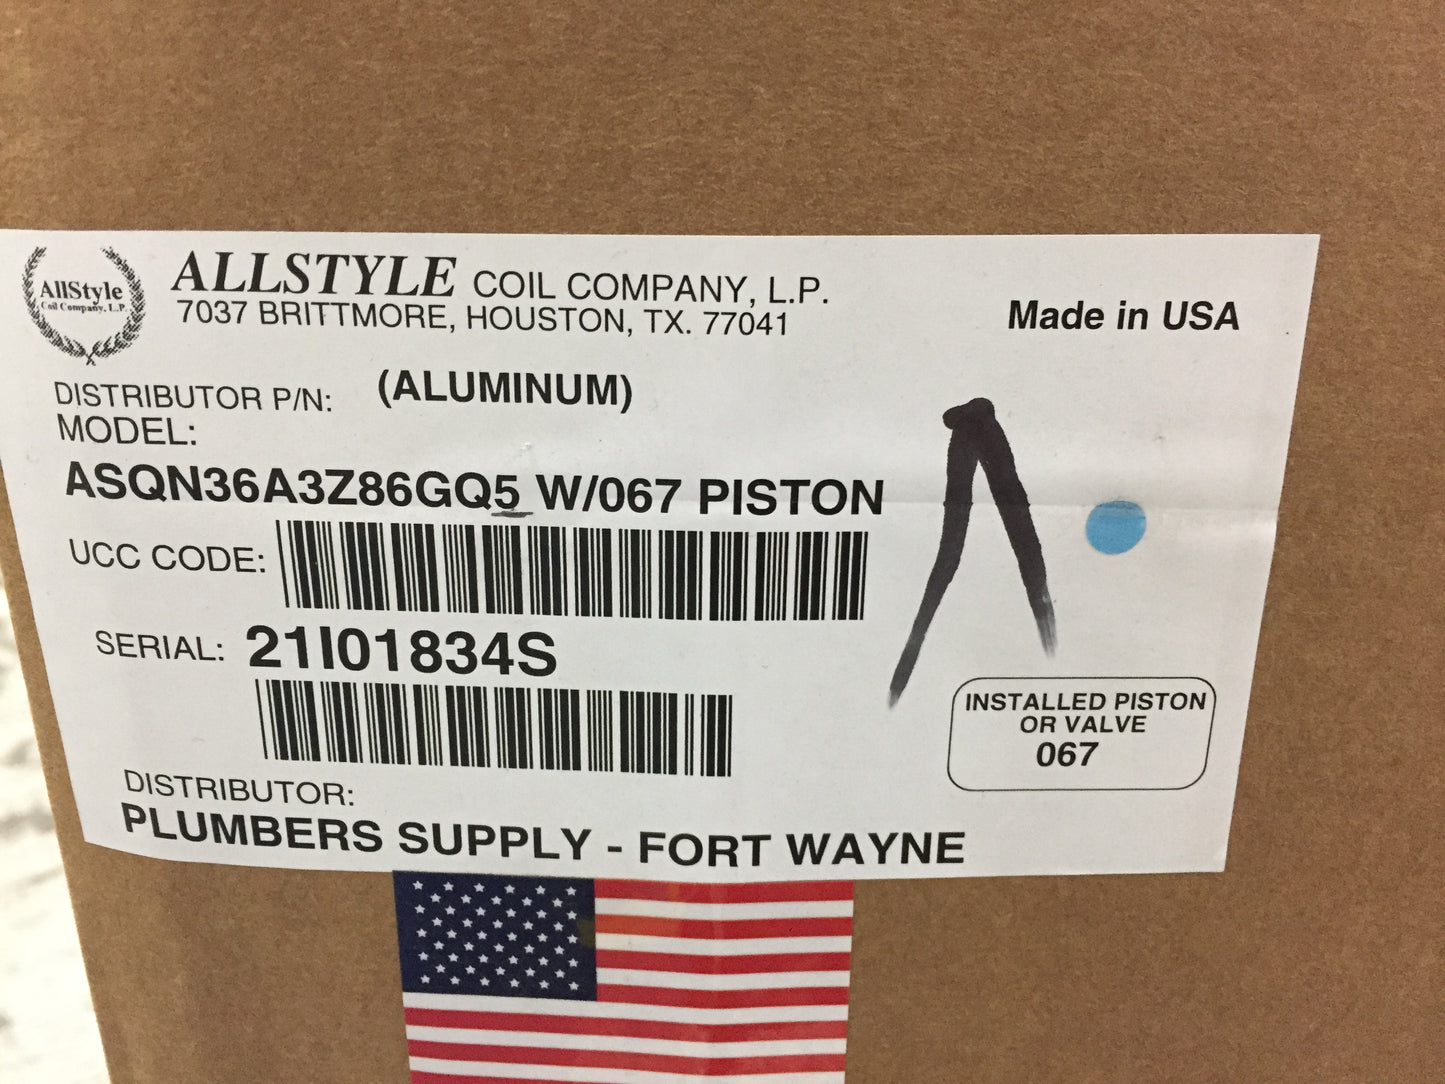 AllStyle
Coil Company, L.P.
ALLSTYLE COIL COMPANY, L.P.
7037 BRITTMORE, HOUSTON, TX. 77041
Made in USA
DISTRIBUTOR P/N: (ALUMINUM)
MODEL:
ASQN36A3Z86GQ5 W/067 PISTON
UCC CODE:
SERIAL: 21I01834S
INSTALLED PISTON
OR VALVE
067
DISTRIBUTOR:
PLUMBERS SUPPLY - FORT WAYNE